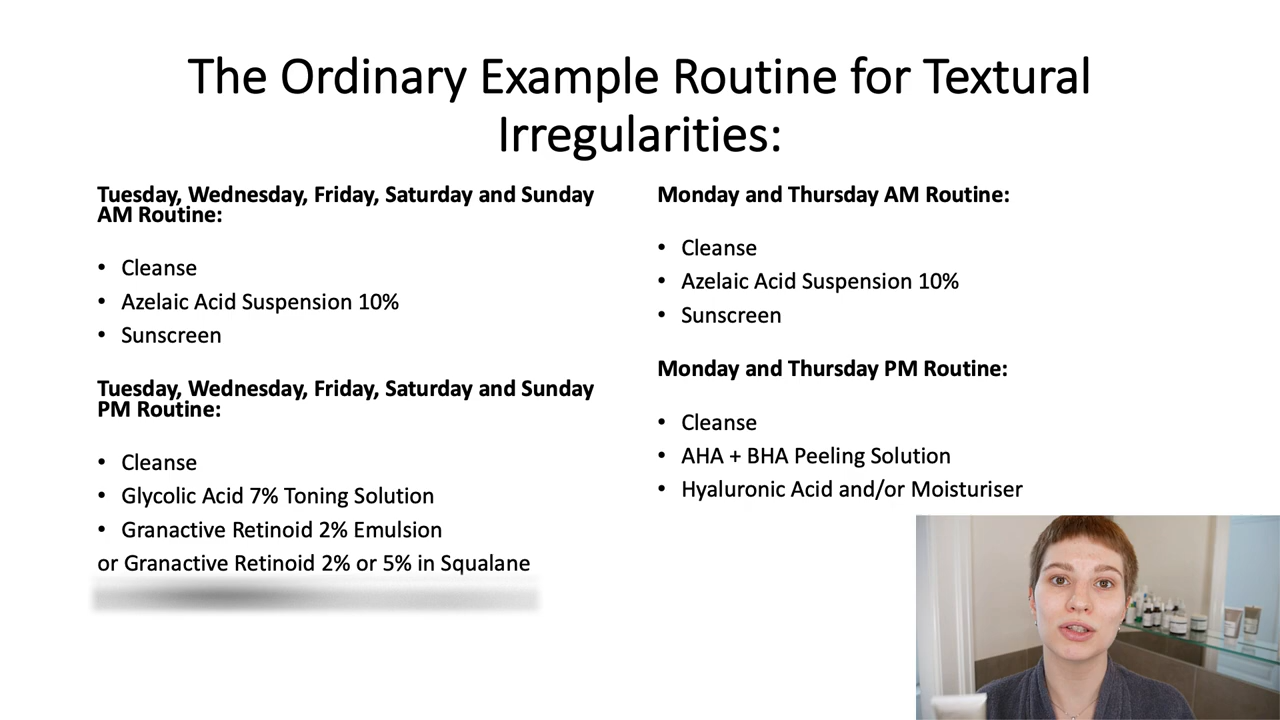 The Ordinary Example Routine for Textural
Irregularities:
Tuesday, Wednesday, Friday, Saturday and Sunday
AM Routine:
• Cleanse
• Azelaic Acid Suspension 10%
• Sunscreen
Tuesday, Wednesday, Friday, Saturday and Sunday
PM Routine:
• Cleanse
• Glycolic Acid 7% Toning Solution
• Granactive Retinoid 2% Emulsion
or Granactive Retinoid 2% or 5% in Squalane
Monday and Thursday AM Routine:
• Cleanse
• Azelaic Acid Suspension 10%
• Sunscreen
Monday and Thursday PM Routine:
• Cleanse
• AHA + BHA Peeling Solution
• Hyaluronic Acid and/or Moisturiser